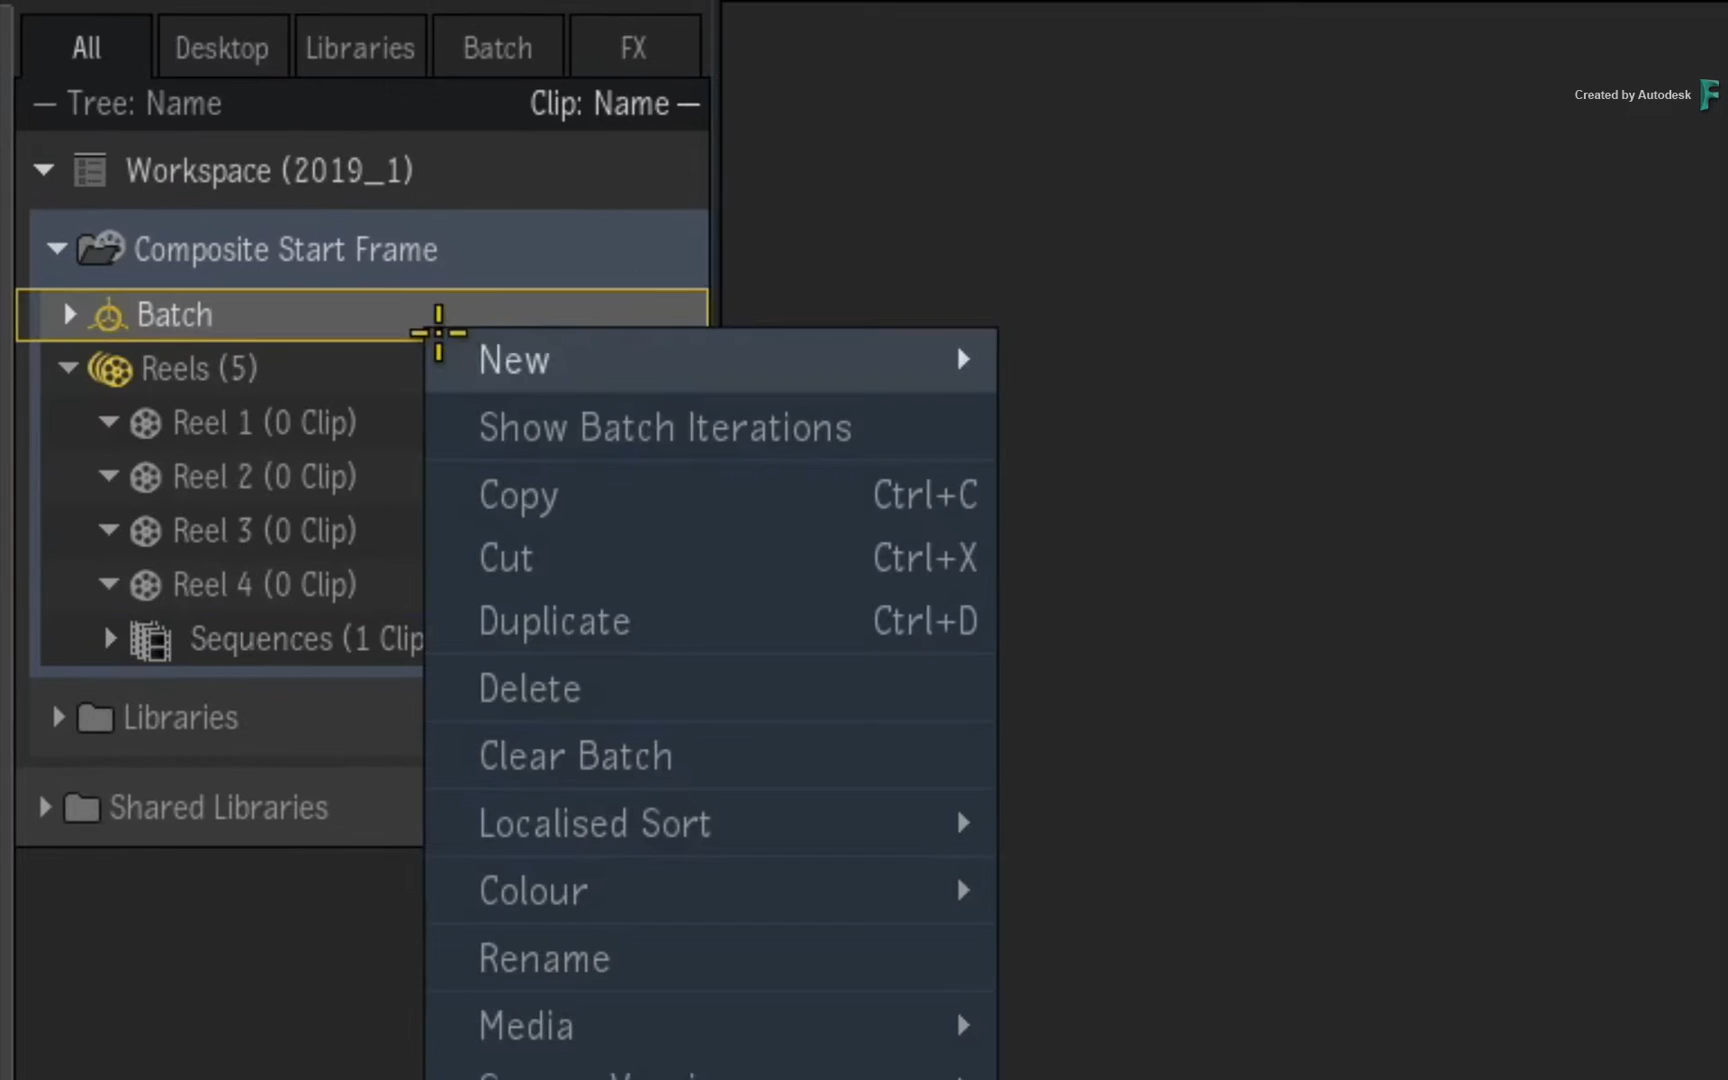 All Desktop Libraries Batch FX
Tree: Name Clip: Name
Created by Autodesk
Workspace (2019_1)
Composite Start Frame
Batch
New
Reels (5)
Show Batch Iterations
Reel 1 (0 Clip)
Reel 2 (0 Clip)
Copy Ctrl+C
Reel 3 (0 Clip)
Cut Ctrl+X
Reel 4 (0 Clip)
Duplicate Ctrl+D
Sequences (1 Clip
Delete
Libraries
Clear Batch
Shared Libraries
Localised Sort
Colour
Rename
Media